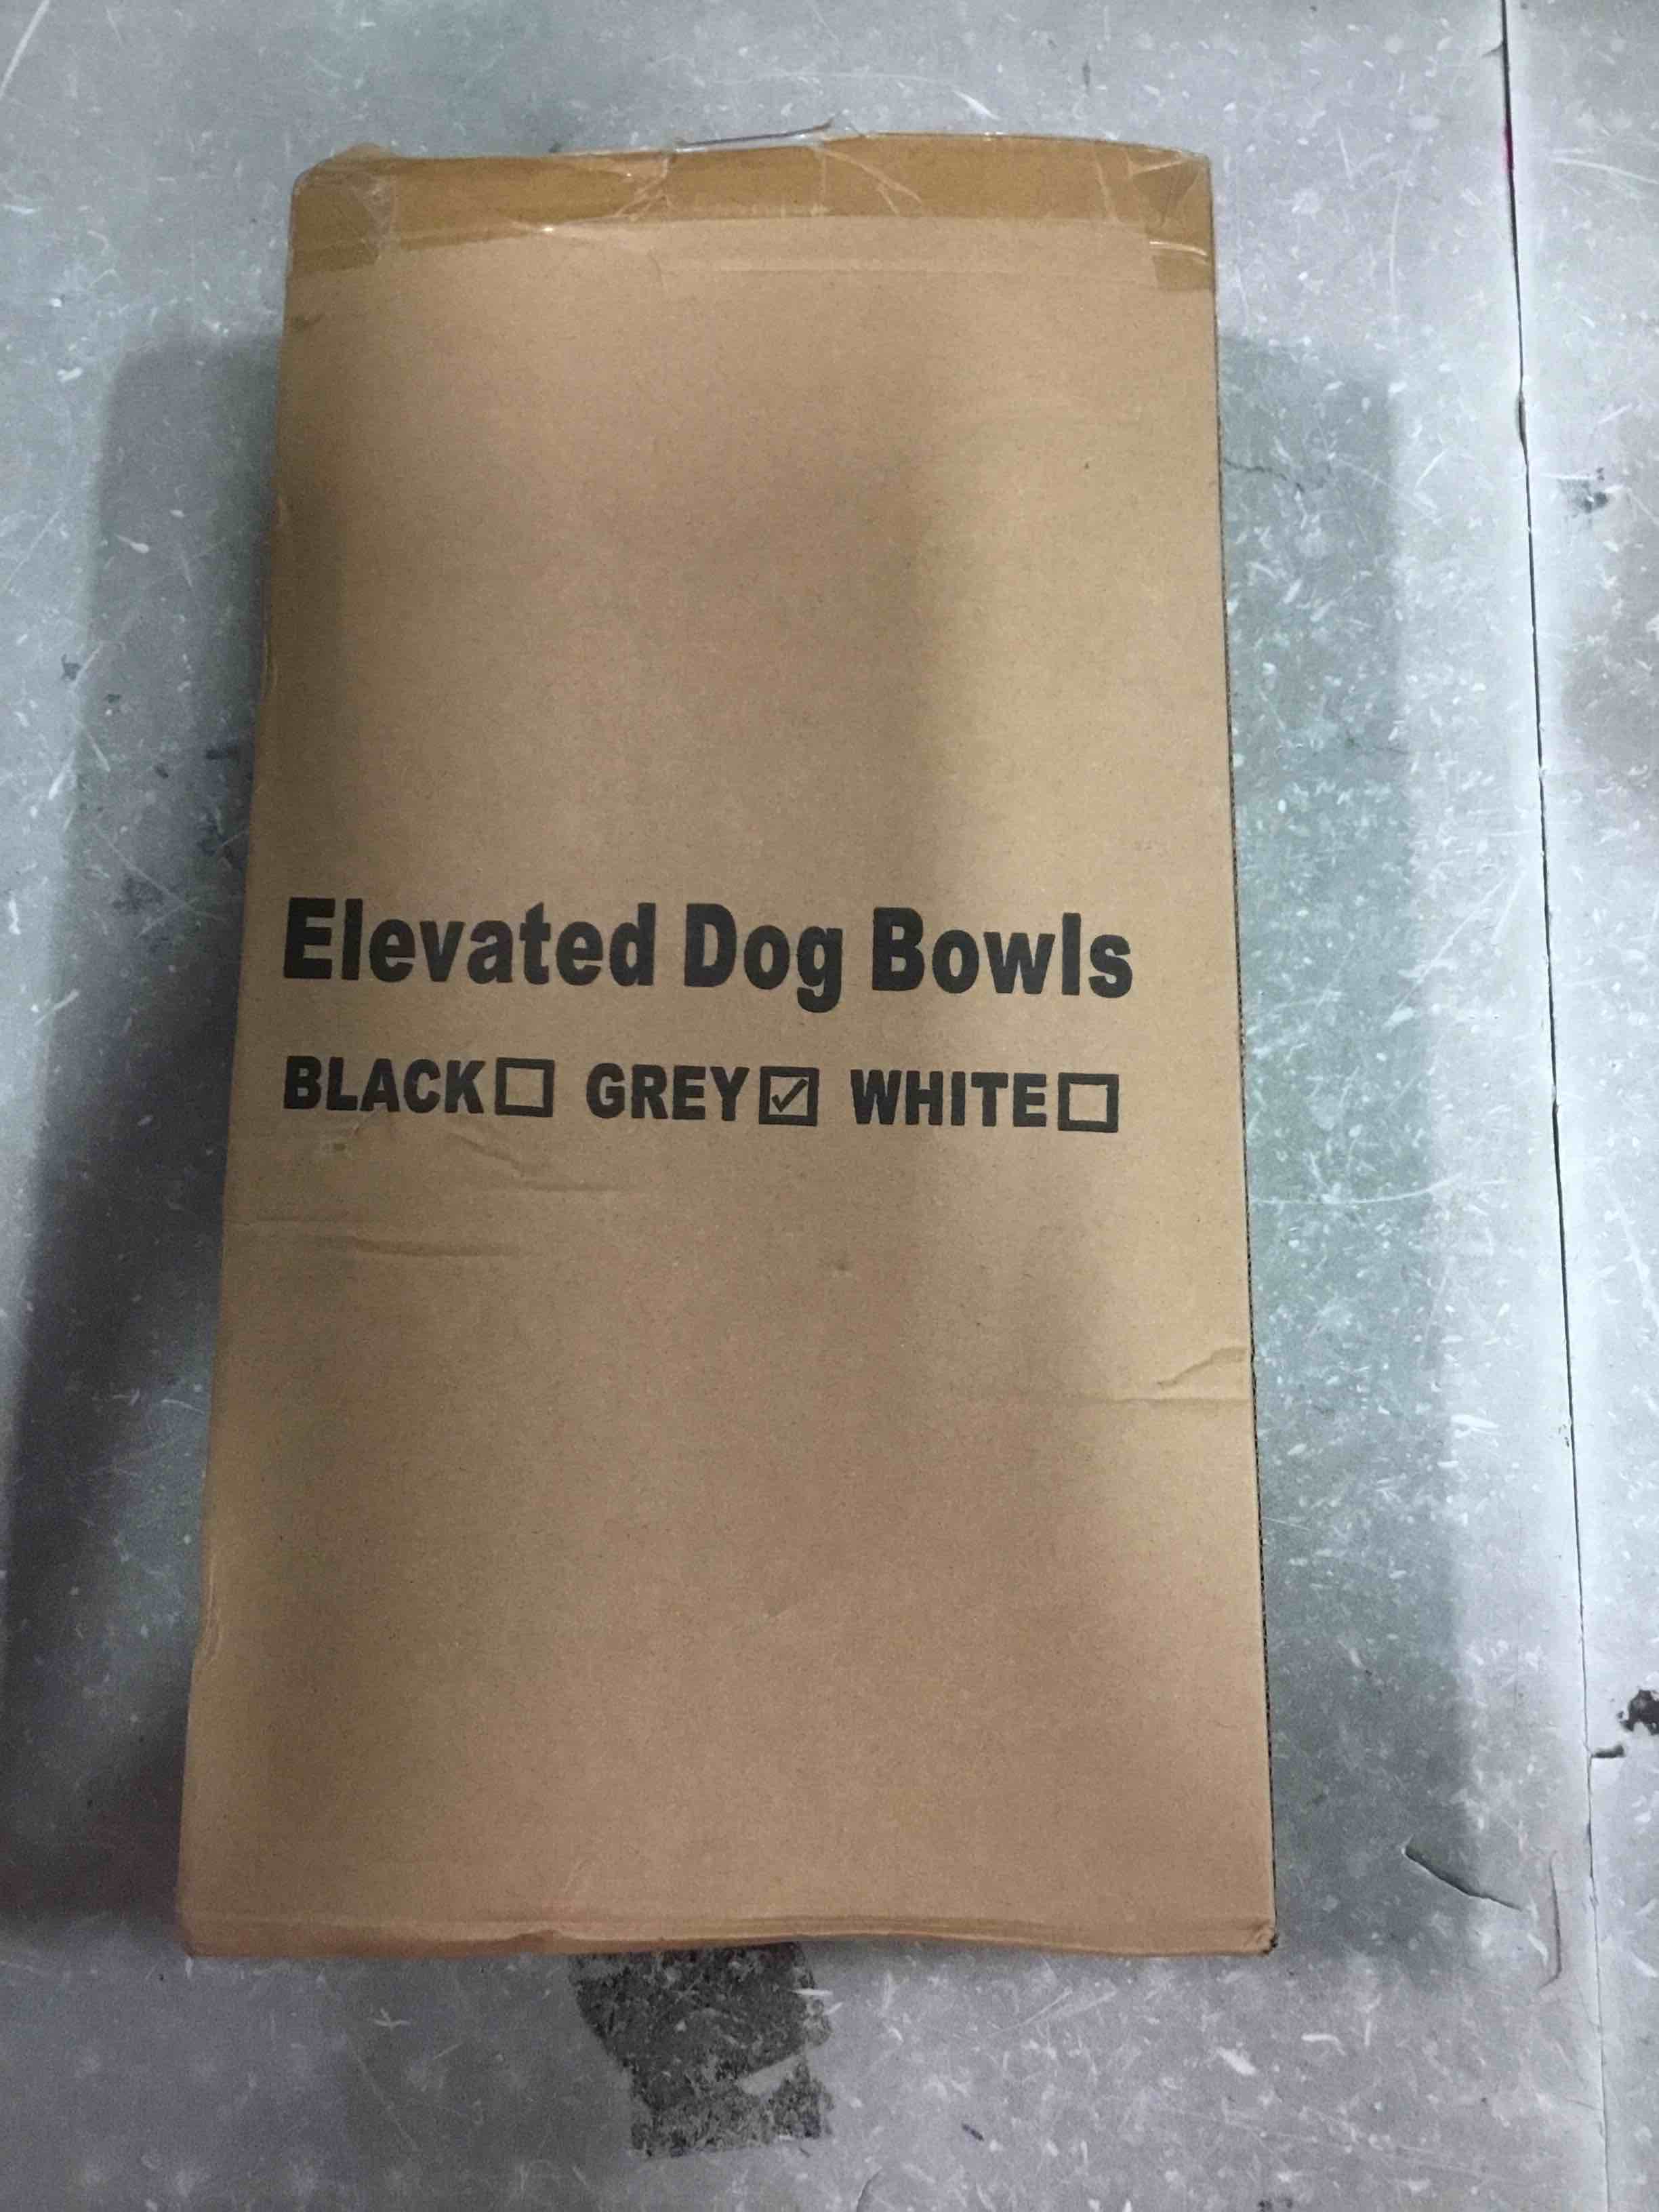 Elevated Dog Bowls
BLACK☐ GREY☑ WHITE☐